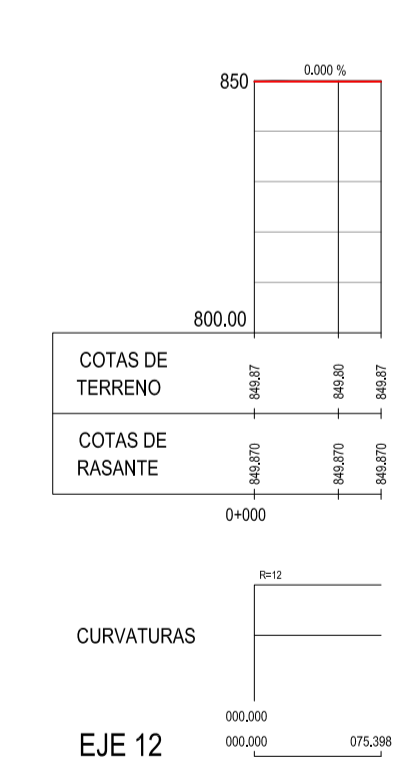 0.000 %
850
800.00
COTAS DE
TERRENO
849.87 849.80 849.87
COTAS DE
RASANTE
849.870 849.870 849.870
0+000
R=12
CURVATURAS
000.000
EJE 12
000.000 075.398